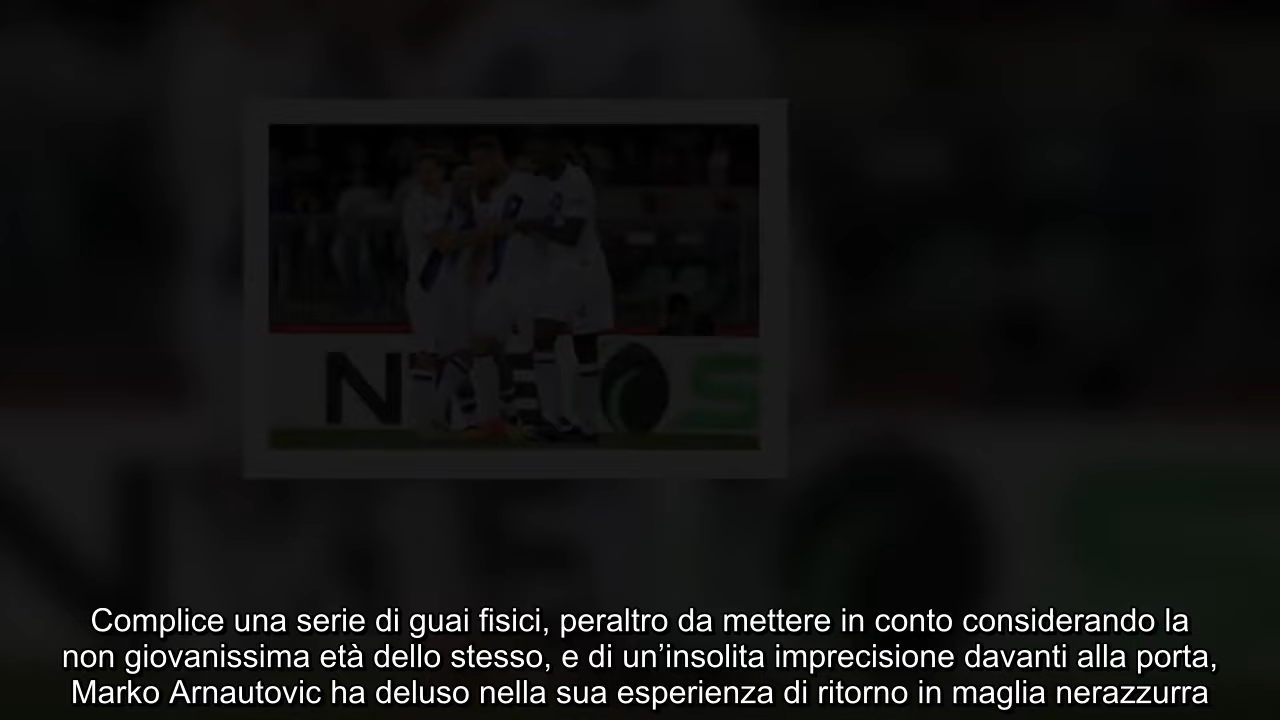 Complice una serie di guai fisici, peraltro da mettere in conto considerando la
non giovanissima età dello stesso, e di un’insolita imprecisione davanti alla porta,
Marko Arnautovic ha deluso nella sua esperienza di ritorno in maglia nerazzurra